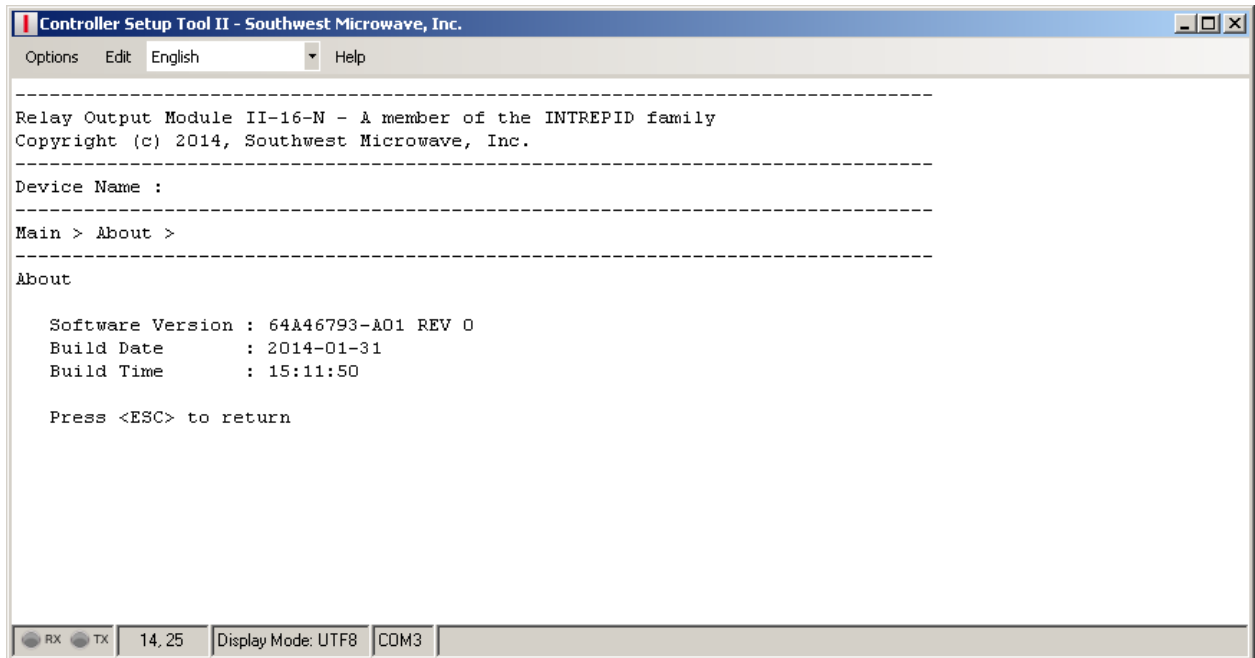 Controller Setup Tool II - Southwest Microwave, Inc.
Options Edit English Help
--------------------------------------------------------------------------------
Relay Output Module II-16-N - A member of the INTREPID family
Copyright (c) 2014, Southwest Microwave, Inc.
--------------------------------------------------------------------------------
Device Name :
--------------------------------------------------------------------------------
Main > About >
--------------------------------------------------------------------------------
About
Software Version : 64A46793-A01 REV 0
Build Date : 2014-01-31
Build Time : 15:11:50
Press <ESC> to return
RX TX 14,25 Display Mode: UTF8 COM3